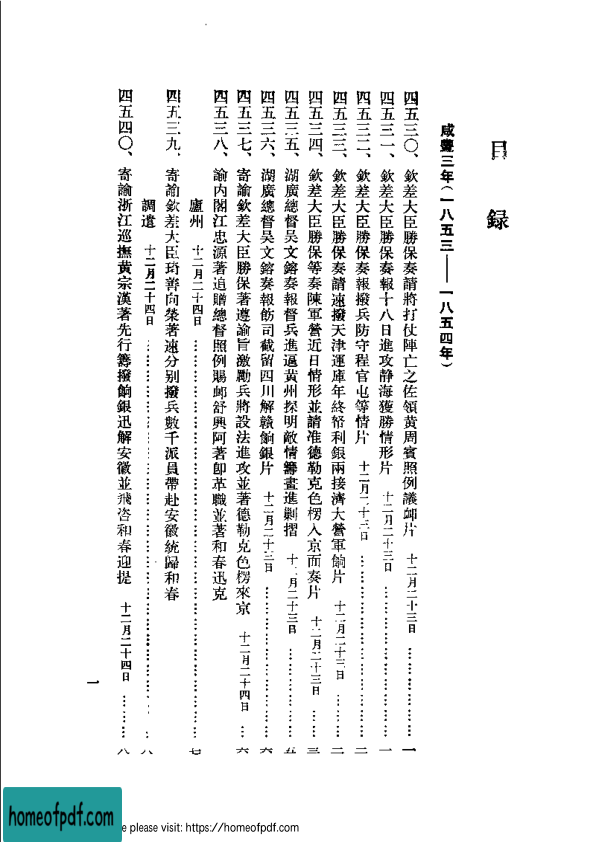 目錄
咸豐三年(一八五三——一八五四年)
四五三〇、欽差大臣勝保奏請將打仗陣亡之佐領黃周賓照例議卹片 十二月二十三日……………一
四五三一、欽差大臣勝保奏報十八日進攻静海獲勝情形片 十二月二十三日……………一
四五三二、欽差大臣勝保奏報撥兵防守程官屯等情片 十二月二十三日……………二
四五三三、欽差大臣勝保奏請速撥天津運庫年終帑利銀兩接濟大營軍餉片 十二月二十三日………二
四五三四、欽差大臣勝保等奏陳軍營近日情形並請准德勒克色楞入京面奏片 十二月二十三日……三
四五三五、湖廣總督吳文鎔奏報督兵進逼黃州探明敵情籌畫進剿摺 十二月二十三日……………五
四五三六、湖廣總督吳文鎔奏報飭司截留四川解贛餉銀片 十二月二十三日……………六
四五三七、寄諭欽差大臣勝保著遵諭旨激勵兵將設法進攻並著德勒克色楞來京 十二月二十四日……六
四五三八、諭内閣江忠源著追贈總督照例賜卹舒興阿著卽革職並著和春迅克
廬州 十二月二十四日……………七
四五三九、寄諭欽差大臣琦善向榮著速分别撥兵數千派員帶赴安徽統歸和春
調遣 十二月二十四日……………八
四五四〇、寄諭浙江巡撫黃宗漢著先行籌撥餉銀迅解安徽並飛咨和春迎提 十二月二十四日………八
一
homeofpdf.com
e please visit: https://homeofpdf.com